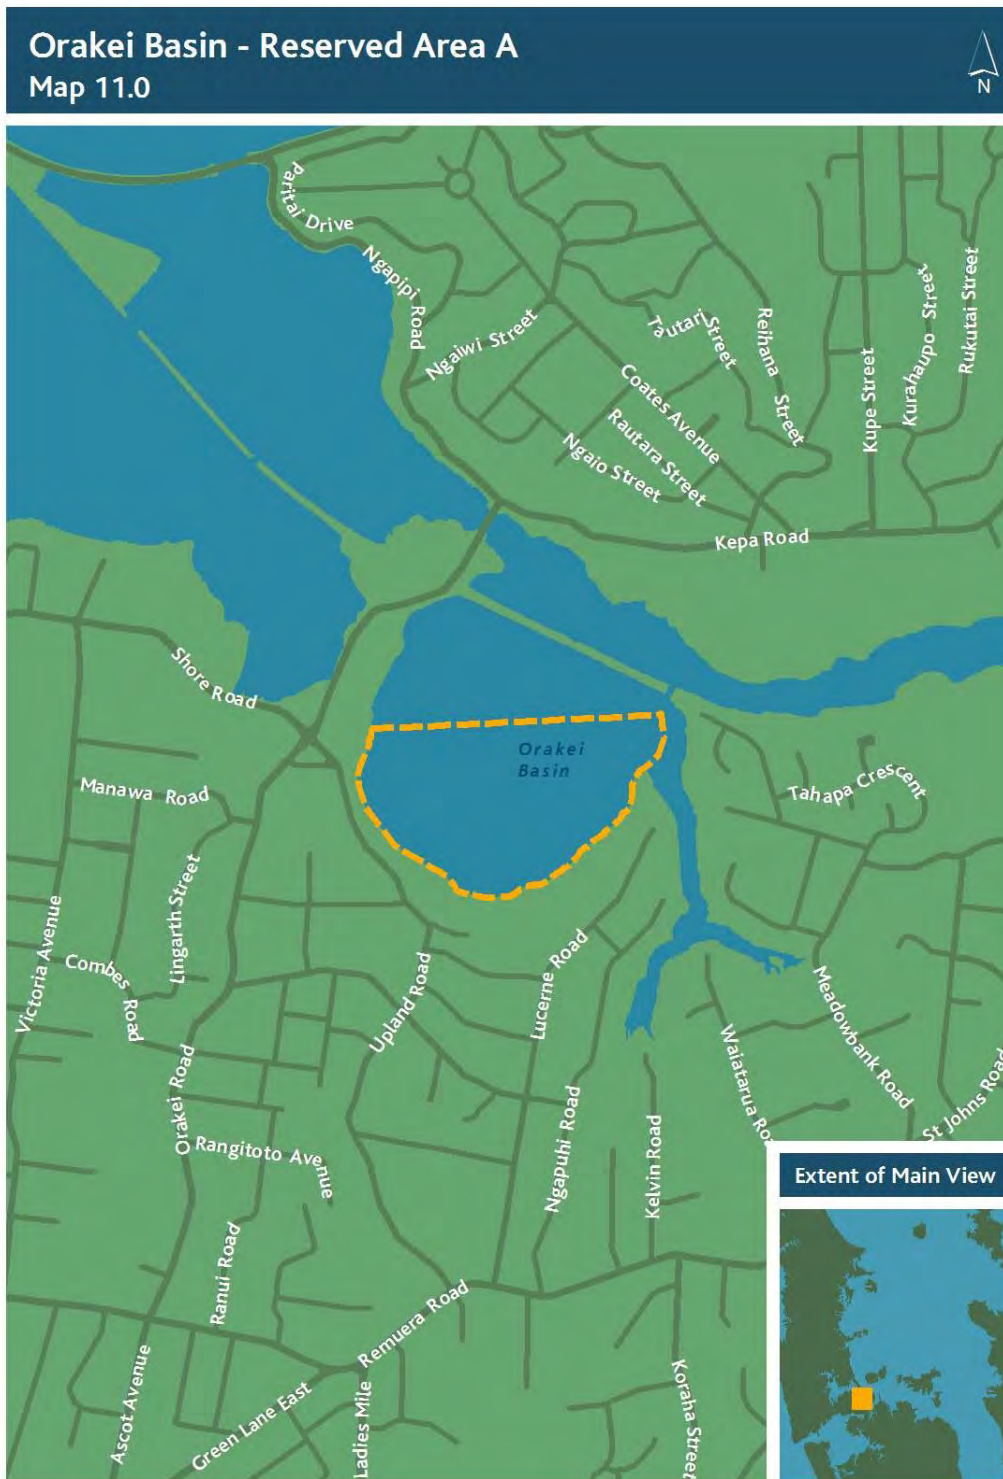 Orakei Basin - Reserved Area A
Map 11.0
N
Paritai Drive
Ngapipi Road
Ngaiwi Street
Tautari Street
Reihana Street
Kupe Street
Kurahaupo Street
Rukutai Street
Coates Avenue
Rautara Street
Ngaio Street
Kepa Road
Shore Road
Orakei
Basin
Manawa Road
Tahapa Crescent
Lingarth Street
Victoria Avenue
Combes Road
Upland Road
Lucerne Road
Meadowbank Road
Waiatarua Roa
St Johns Road
Orakei Road
Rangitoto Avenue
Ngapuhi Road
Kelvin Road
Extent of Main View
Ranui Road
Remuera Road
Ascot Avenue
Green Lane East
Ladies Mile
Koraha Street